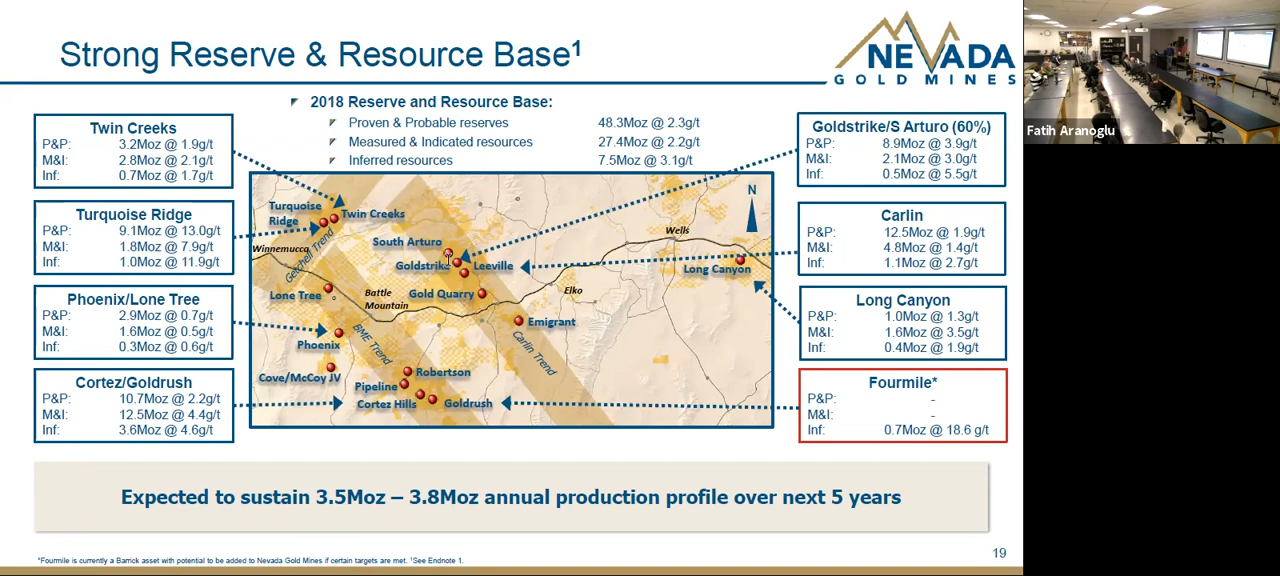 Strong Reserve & Resource Base¹
NEVADA
GOLD MINES
2018 Reserve and Resource Base:
Proven & Probable reserves 48.3Moz @ 2.3g/t
Measured & Indicated resources 27.4Moz @ 2.2g/t
Inferred resources 7.5Moz @ 3.1g/t
Twin Creeks
P&P: 3.2Moz @ 1.9g/t
M&I: 2.8Moz @ 2.1g/t
Inf: 0.7Moz @ 1.7g/t
Turquoise Ridge
P&P: 9.1Moz @ 13.0g/t
M&I: 1.8Moz @ 7.9g/t
Inf: 1.0Moz @ 11.9g/t
Phoenix/Lone Tree
P&P: 2.9Moz @ 0.7g/t
M&I: 1.6Moz @ 0.5g/t
Inf: 0.3Moz @ 0.6g/t
Cortez/Goldrush
P&P: 10.7Moz @ 2.2g/t
M&I: 12.5Moz @ 4.4g/t
Inf: 3.6Moz @ 4.6g/t
N
Turquoise
Ridge
Twin Creeks
Winnemucca
Getchell Trend
South Arturo
Goldstrike
Leeville
Wells
Long Canyon
Lone Tree
Battle
Mountain
Gold Quarry
Elko
Emigrant
Phoenix
BME Trend
Carlin Trend
Cove/McCoy JV
Robertson
Pipeline
Cortez Hills
Goldrush
Goldstrike/S Arturo (60%)
P&P: 8.9Moz @ 3.9g/t
M&I: 2.1Moz @ 3.0g/t
Inf: 0.5Moz @ 5.5g/t
Carlin
P&P: 12.5Moz @ 1.9g/t
M&I: 4.8Moz @ 1.4g/t
Inf: 1.1Moz @ 2.7g/t
Long Canyon
P&P: 1.0Moz @ 1.3g/t
M&I: 1.6Moz @ 3.5g/t
Inf: 0.4Moz @ 1.9g/t
Fourmile*
P&P: -
M&I: -
Inf: 0.7Moz @ 18.6 g/t
Expected to sustain 3.5Moz – 3.8Moz annual production profile over next 5 years
19
*Fourmile is currently a Barrick asset with potential to be added to Nevada Gold Mines if certain targets are met. ¹See Endnote 1.
Fatih Aranoglu